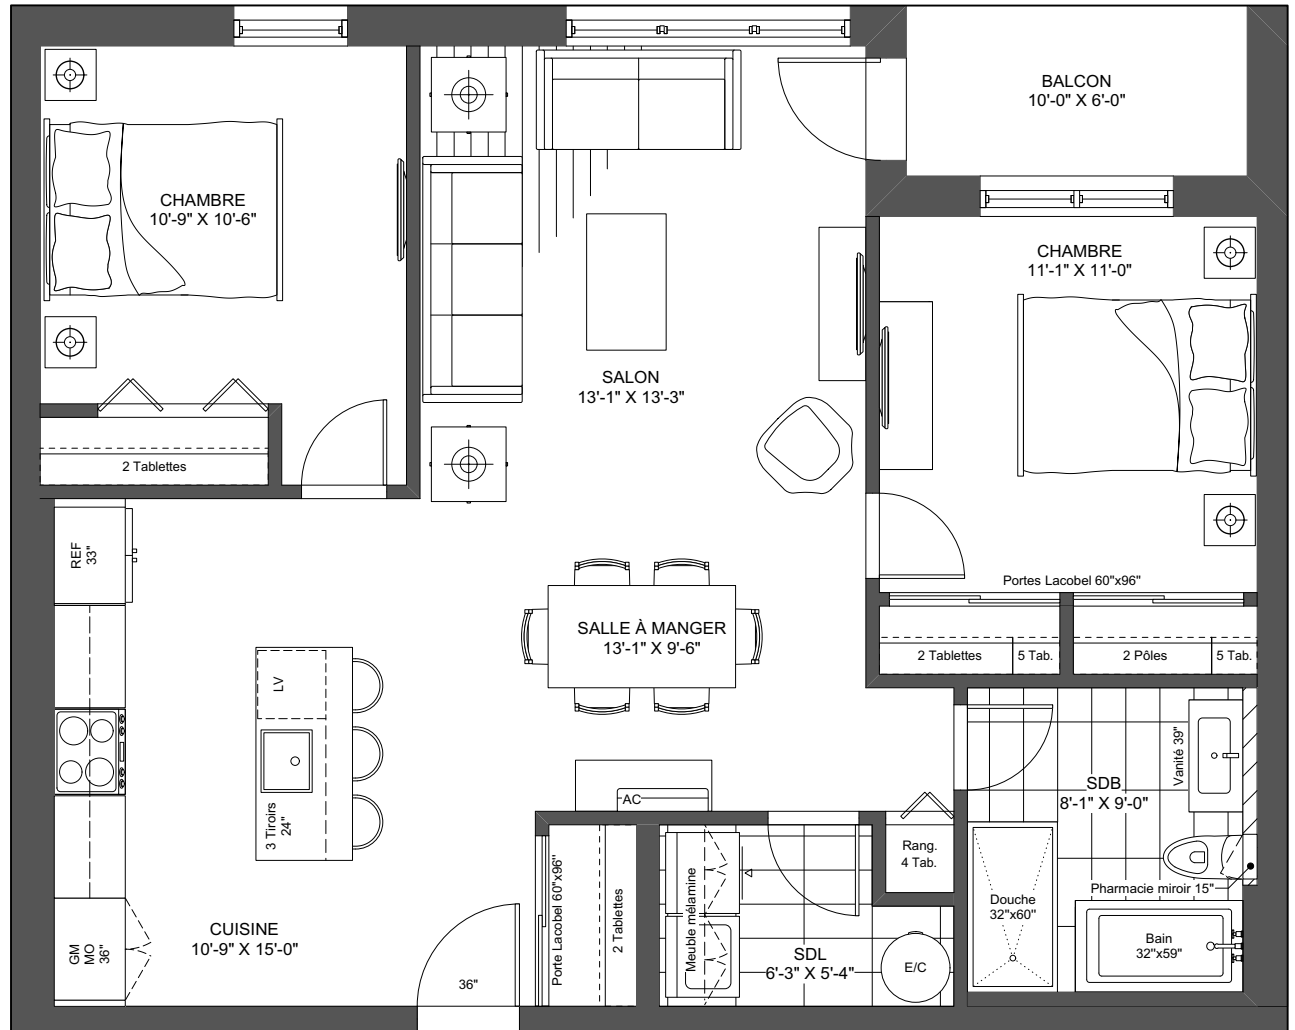 BALCON
10'-0" X 6'-0"
CHAMBRE
10'-9" X 10'-6"
CHAMBRE
11'-1" X 11'-0"
SALON
13'-1" X 13'-3"
2 Tablettes
REF
33"
Portes Lacobel 60"x96"
SALLE À MANGER
13'-1" X 9'-6"
2 Tablettes
5 Tab.
2 Pôles
5 Tab.
LV
3 Tiroirs
24"
Vanité 39"
SDB
8'-1" X 9'-0"
AC
Rang.
4 Tab.
Pharmacie miroir 15"
Douche
32"x60"
Bain
32"x59"
Porte Lacobel 60"x96"
2 Tablettes
Meuble mélamine
SDL
6'-3" X 5'-4"
E/C
CUISINE
10'-9" X 15'-0"
GM
MO
36"
36"